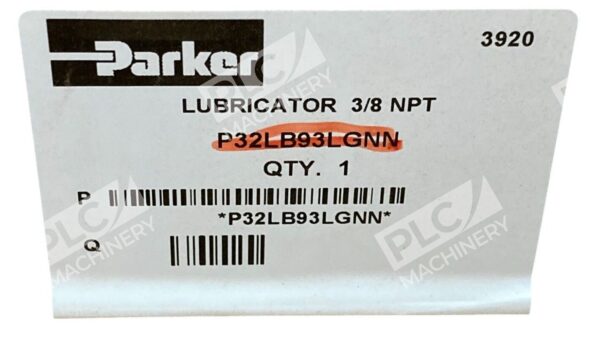 Parker
3920
LUBRICATOR 3/8 NPT
P32LB93LGNN
QTY. 1
P
*P32LB93LGNN*
Q
PLC MACHINERY
PLC MACHINERY
PLC MACHINERY
PLC MACHINERY